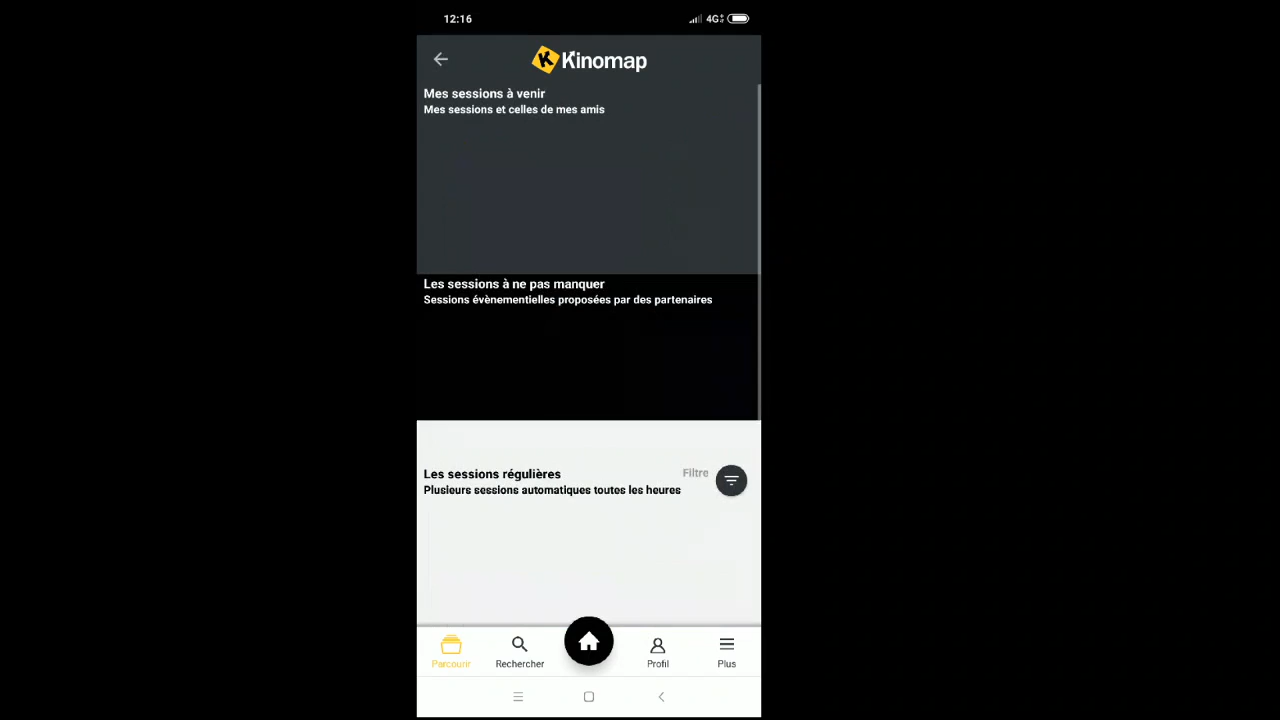 12:16
4G
Kinomap
Mes sessions à venir
Mes sessions et celles de mes amis
Les sessions à ne pas manquer
Sessions évènementielles proposées par des partenaires
Les sessions régulières
Filtre
Plusieurs sessions automatiques toutes les heures
Parcourir
Rechercher
Profil
Plus